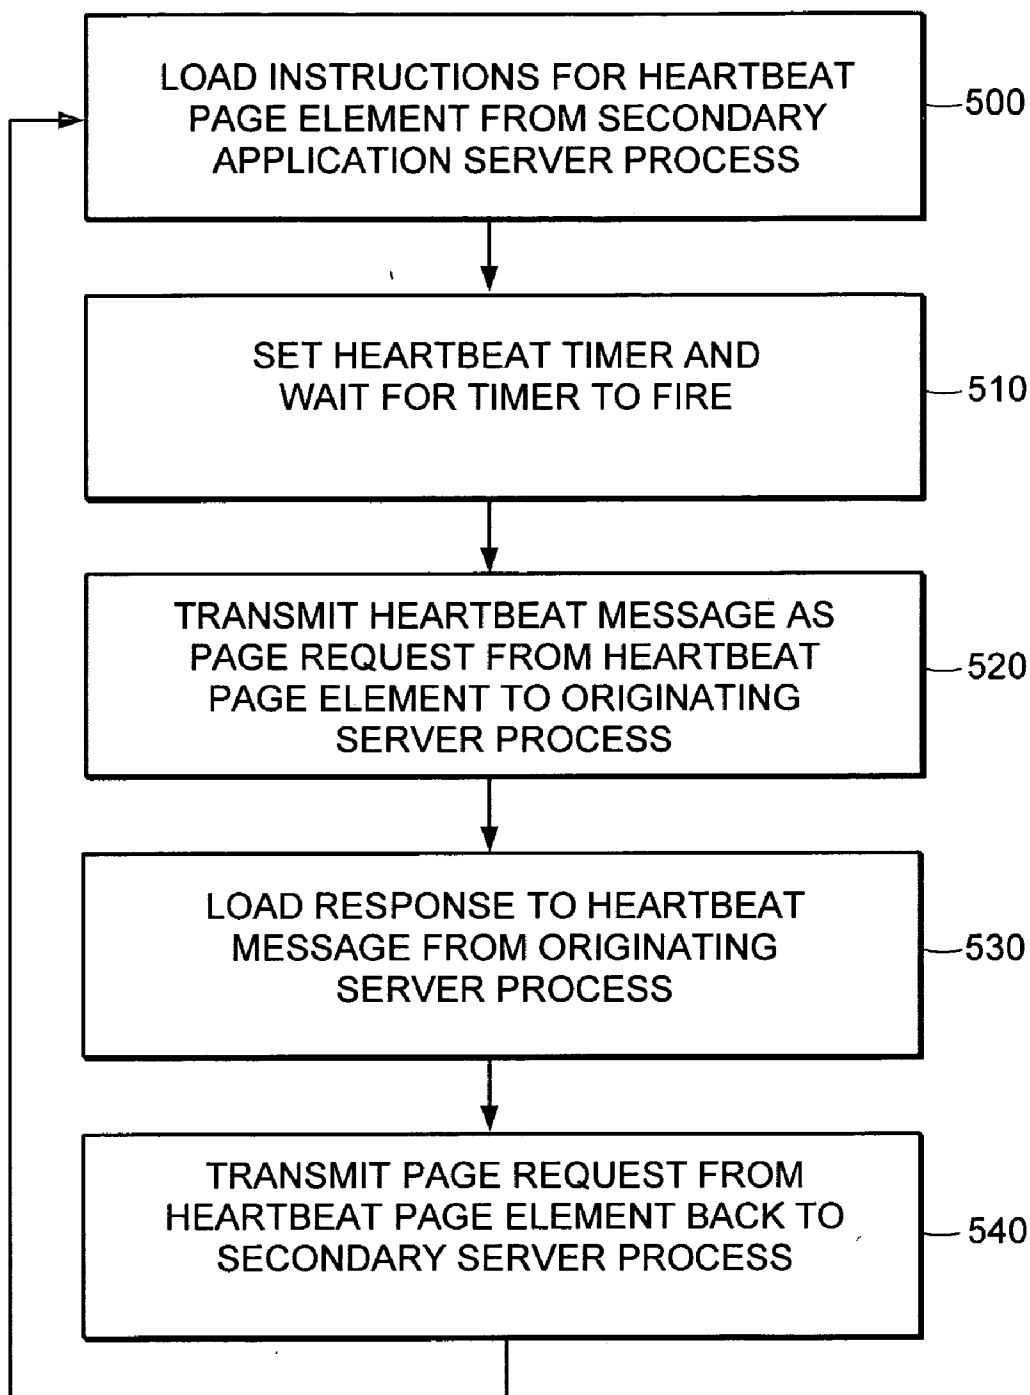 LOAD INSTRUCTIONS FOR HEARTBEAT
PAGE ELEMENT FROM SECONDARY
APPLICATION SERVER PROCESS
500
SET HEARTBEAT TIMER AND
WAIT FOR TIMER TO FIRE
510
TRANSMIT HEARTBEAT MESSAGE AS
PAGE REQUEST FROM HEARTBEAT
PAGE ELEMENT TO ORIGINATING
SERVER PROCESS
520
LOAD RESPONSE TO HEARTBEAT
MESSAGE FROM ORIGINATING
SERVER PROCESS
530
TRANSMIT PAGE REQUEST FROM
HEARTBEAT PAGE ELEMENT BACK TO
SECONDARY SERVER PROCESS
540